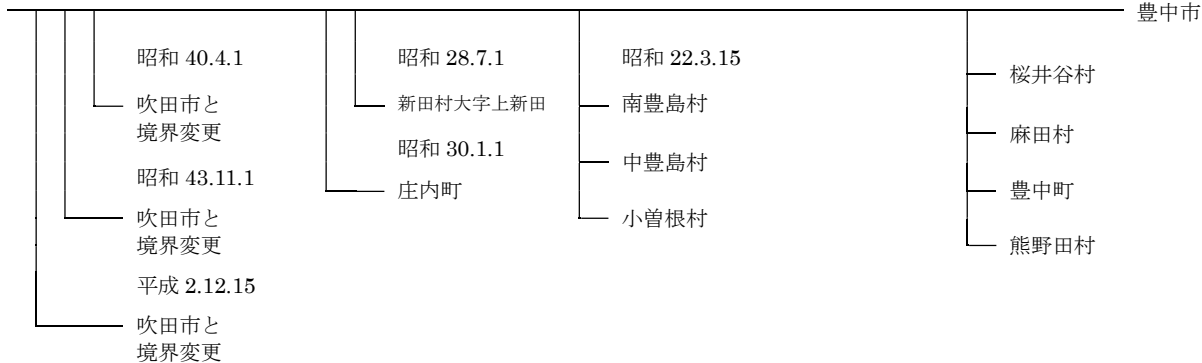 豊中市
昭和 40.4.1
吹田市と
境界変更
昭和 43.11.1
吹田市と
境界変更
平成 2.12.15
吹田市と
境界変更
昭和 28.7.1
新田村大字上新田
昭和 30.1.1
庄内町
昭和 22.3.15
南豊島村
中豊島村
小曽根村
桜井谷村
麻田村
豊中町
熊野田村